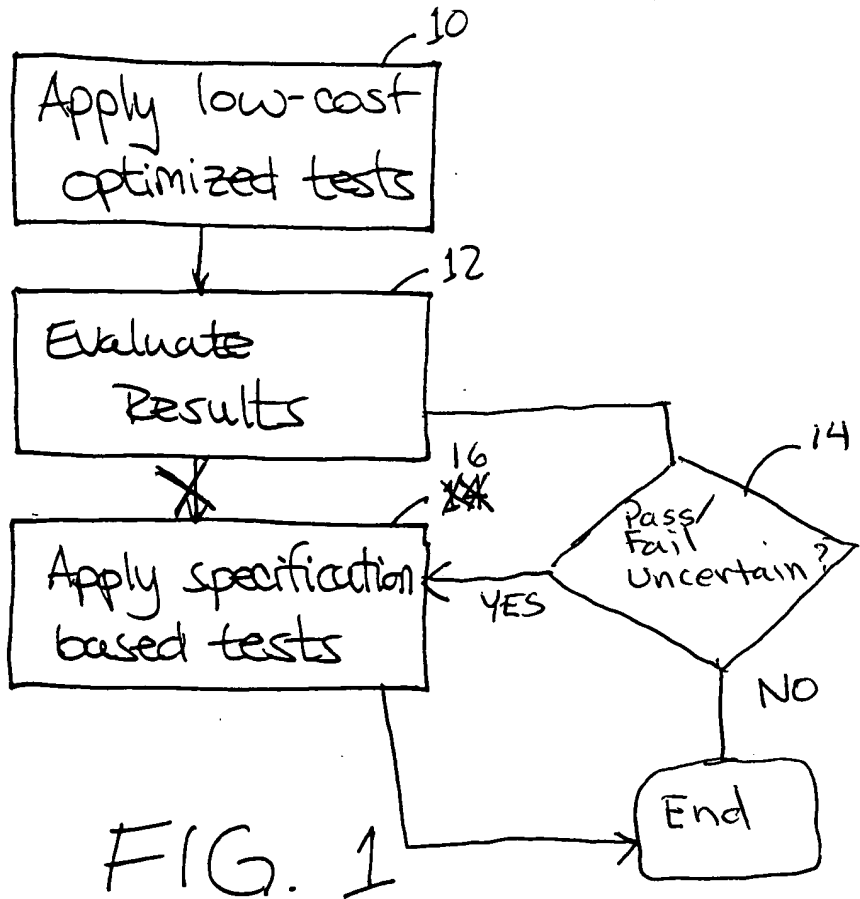 10
Apply low-cost
optimized tests
12
Evaluate
Results
14
Pass/
Fail
Uncertain?
16
Apply specification
based tests
YES
NO
End
FIG. 1